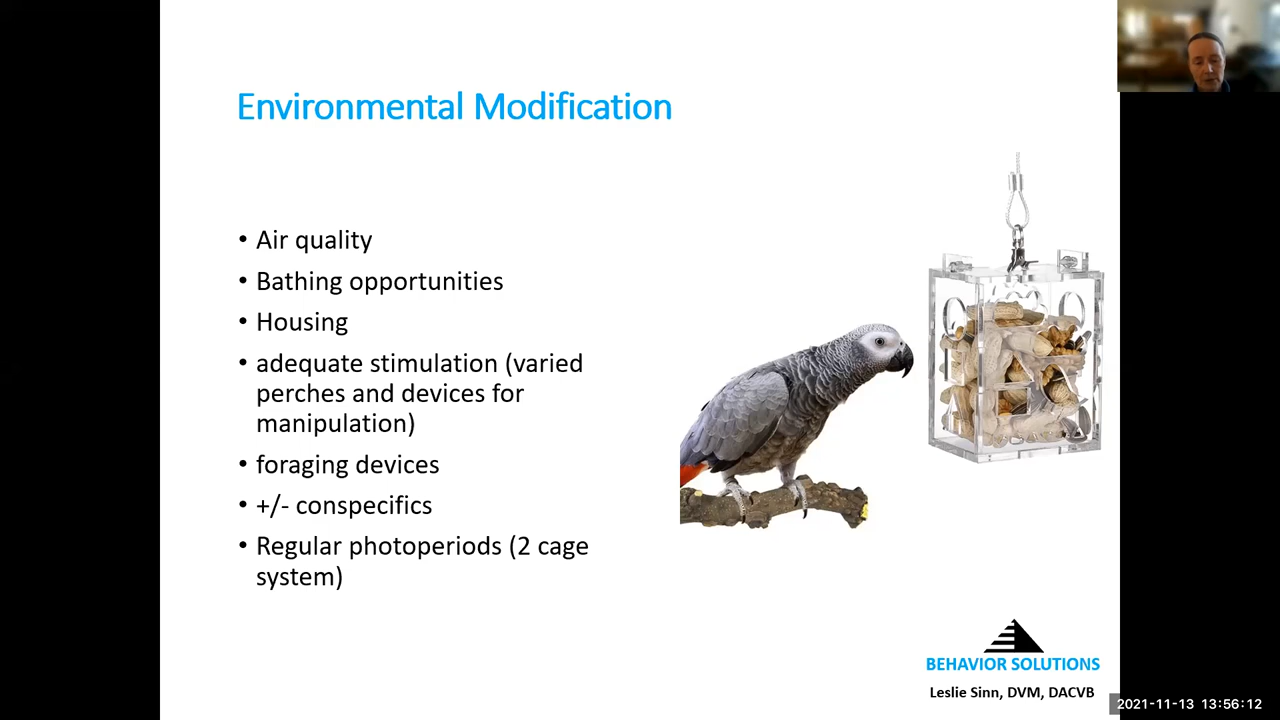 Environmental Modification
• Air quality
• Bathing opportunities
• Housing
• adequate stimulation (varied
perches and devices for
manipulation)
• foraging devices
• +/- conspecifics
• Regular photoperiods (2 cage
system)
BEHAVIOR SOLUTIONS
Leslie Sinn, DVM, DACVB
2021-11-13 13:56:12